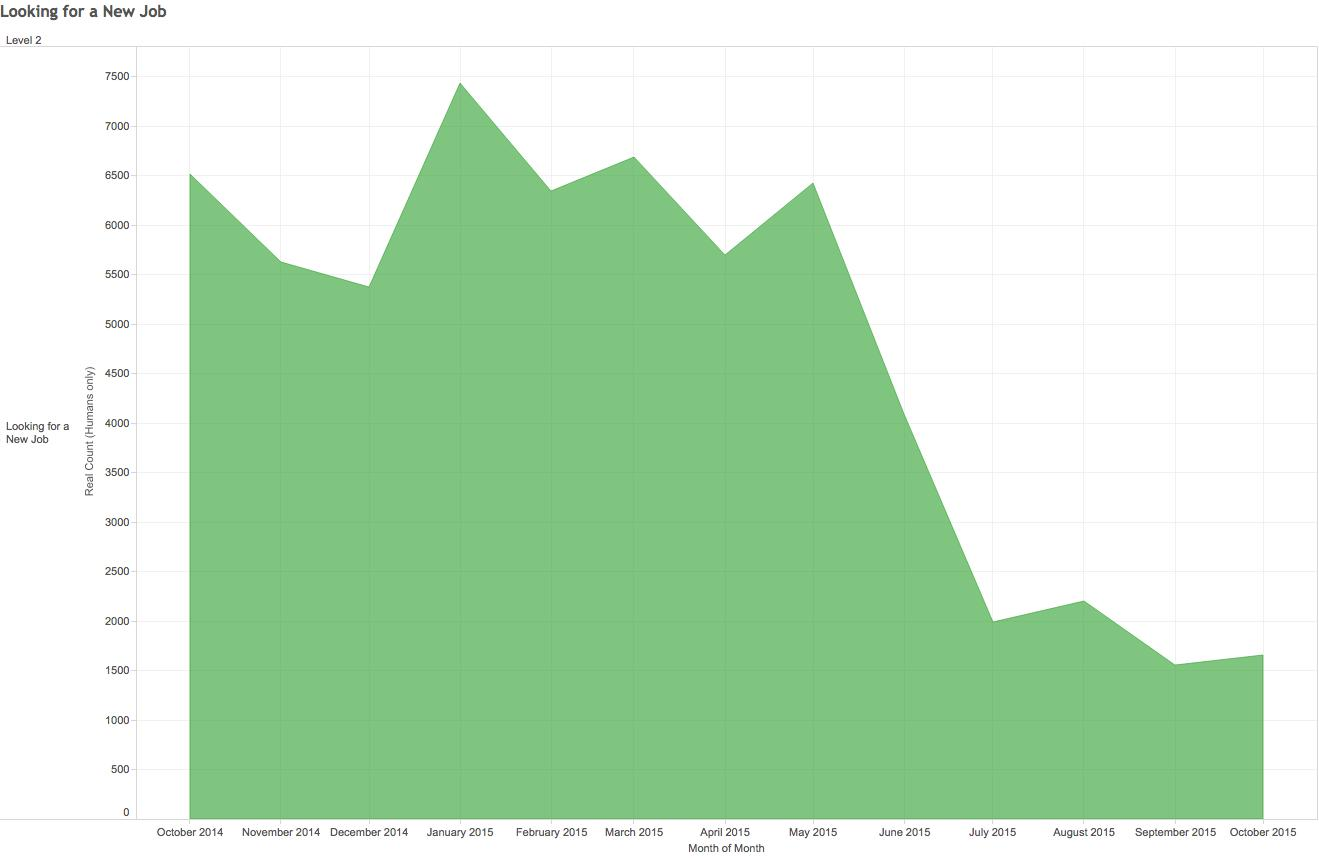 Looking for a New Job
Level 2
7500
7000
6500
6000
5500
5000
4500
4000
3500
3000
2500
2000
1500
1000
500
0
Real Count (Humans only)
Looking for a
New Job
October 2014 November 2014 December 2014 January 2015 February 2015 March 2015 April 2015 May 2015 June 2015 July 2015 August 2015 September 2015 October 2015
Month of Month